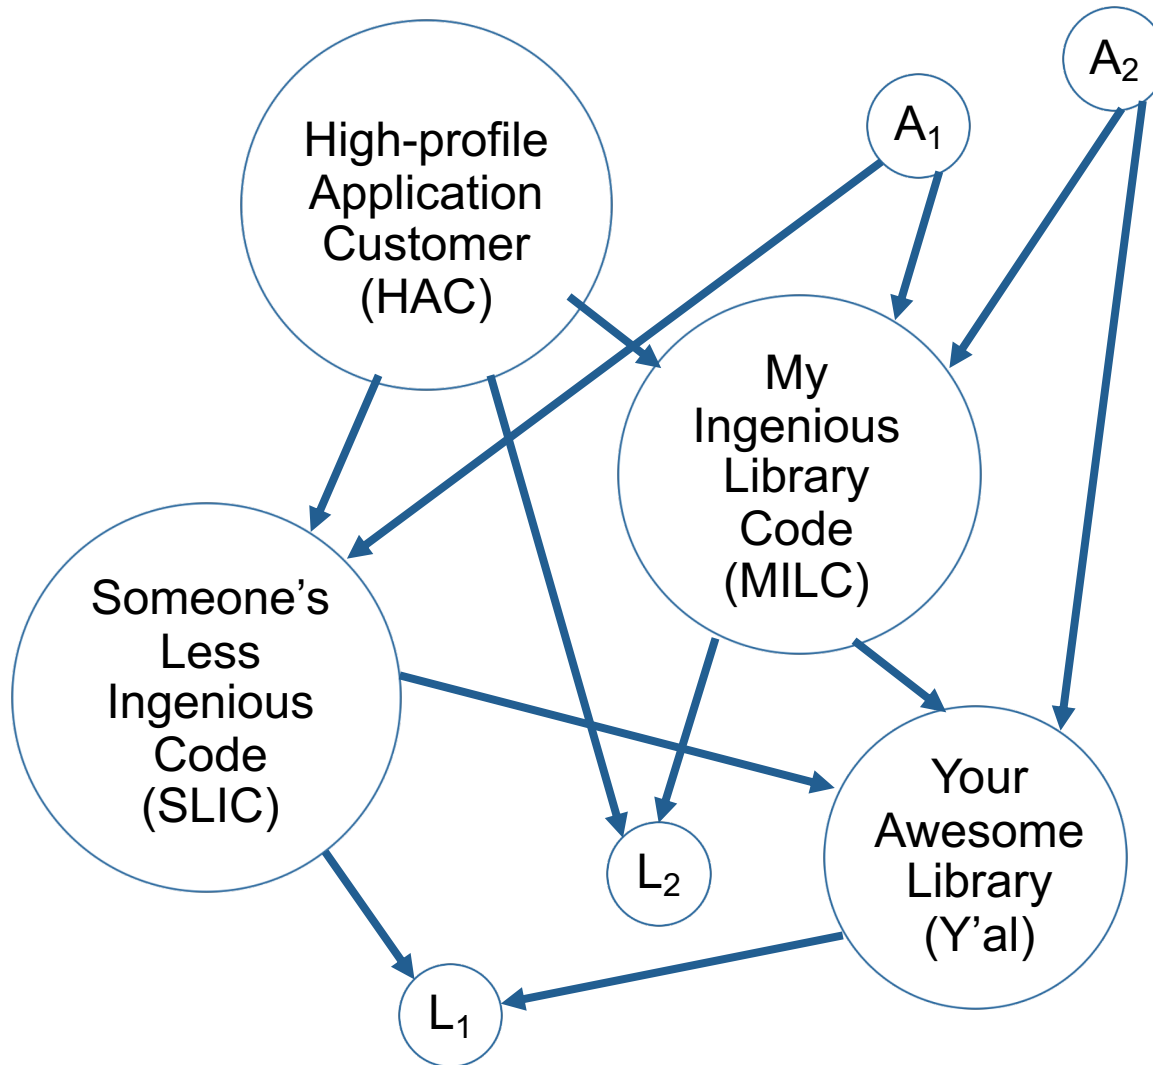 High-profile
Application
Customer
(HAC)
A₁
A₂
My
Ingenious
Library
Code
(MILC)
Someone’s
Less
Ingenious
Code
(SLIC)
Your
Awesome
Library
(Y’al)
L₂
L₁